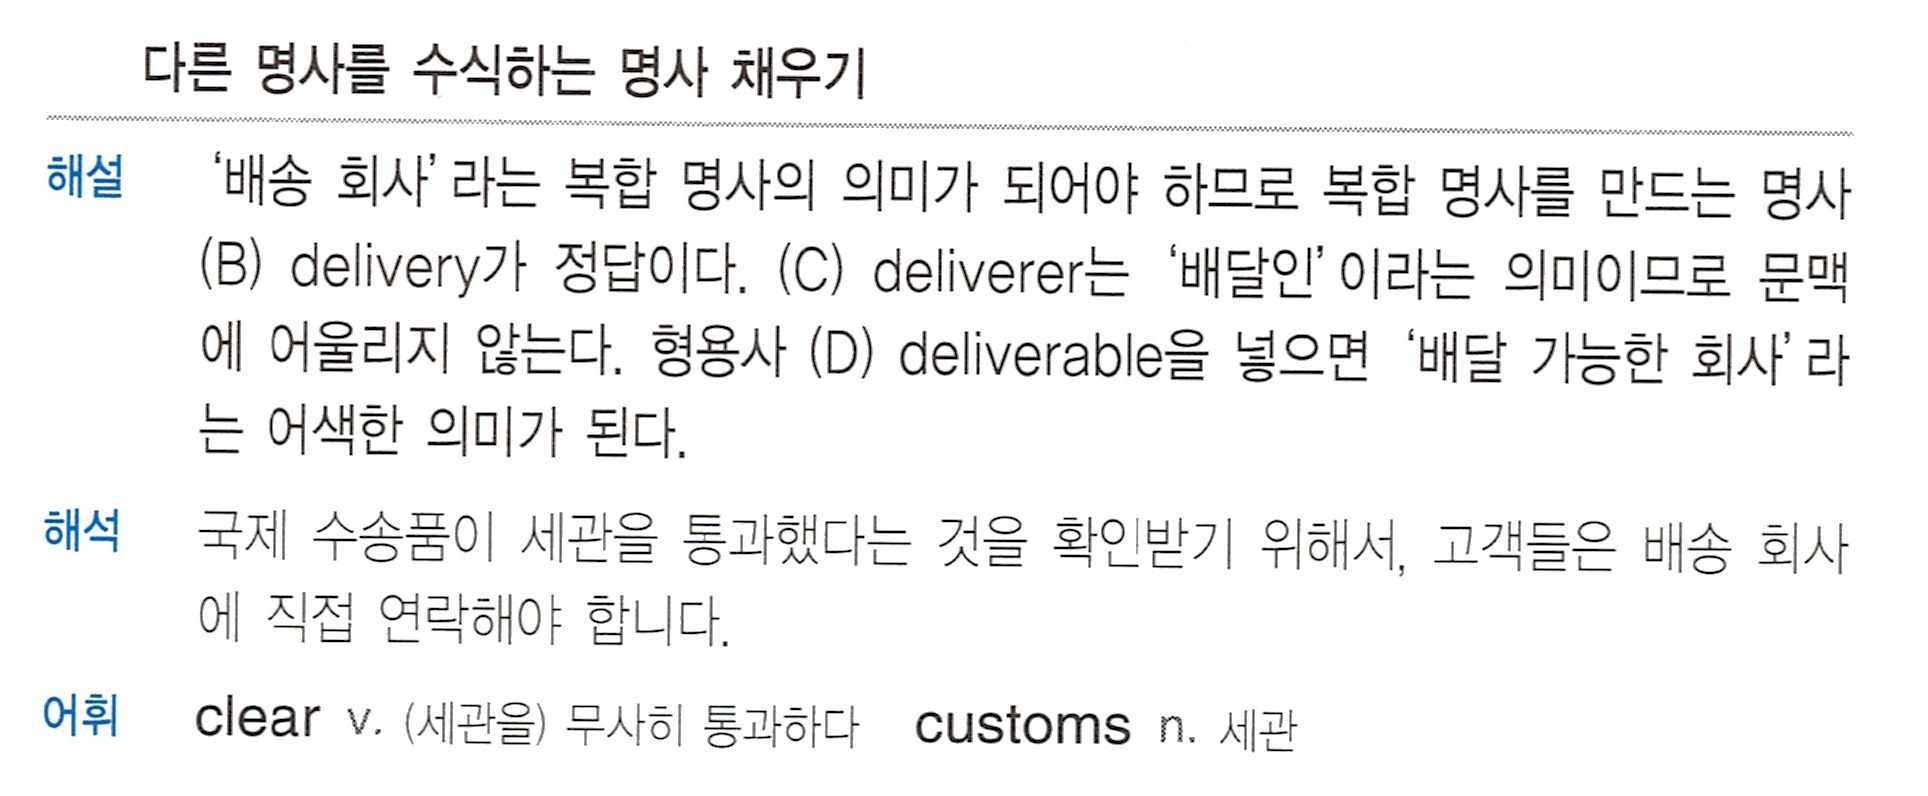 다른 명사를 수식하는 명사 채우기
해설 '배송 회사'라는 복합 명사의 의미가 되어야 하므로 복합 명사를 만드는 명사
(B) delivery가 정답이다. (C) deliverer는 '배달인'이라는 의미이므로 문맥
에 어울리지 않는다. 형용사 (D) deliverable을 넣으면 '배달 가능한 회사'라
는 어색한 의미가 된다.
해석 국제 수송품이 세관을 통과했다는 것을 확인받기 위해서, 고객들은 배송 회사
에 직접 연락해야 합니다.
어휘 clear v. (세관을) 무사히 통과하다 customs n. 세관